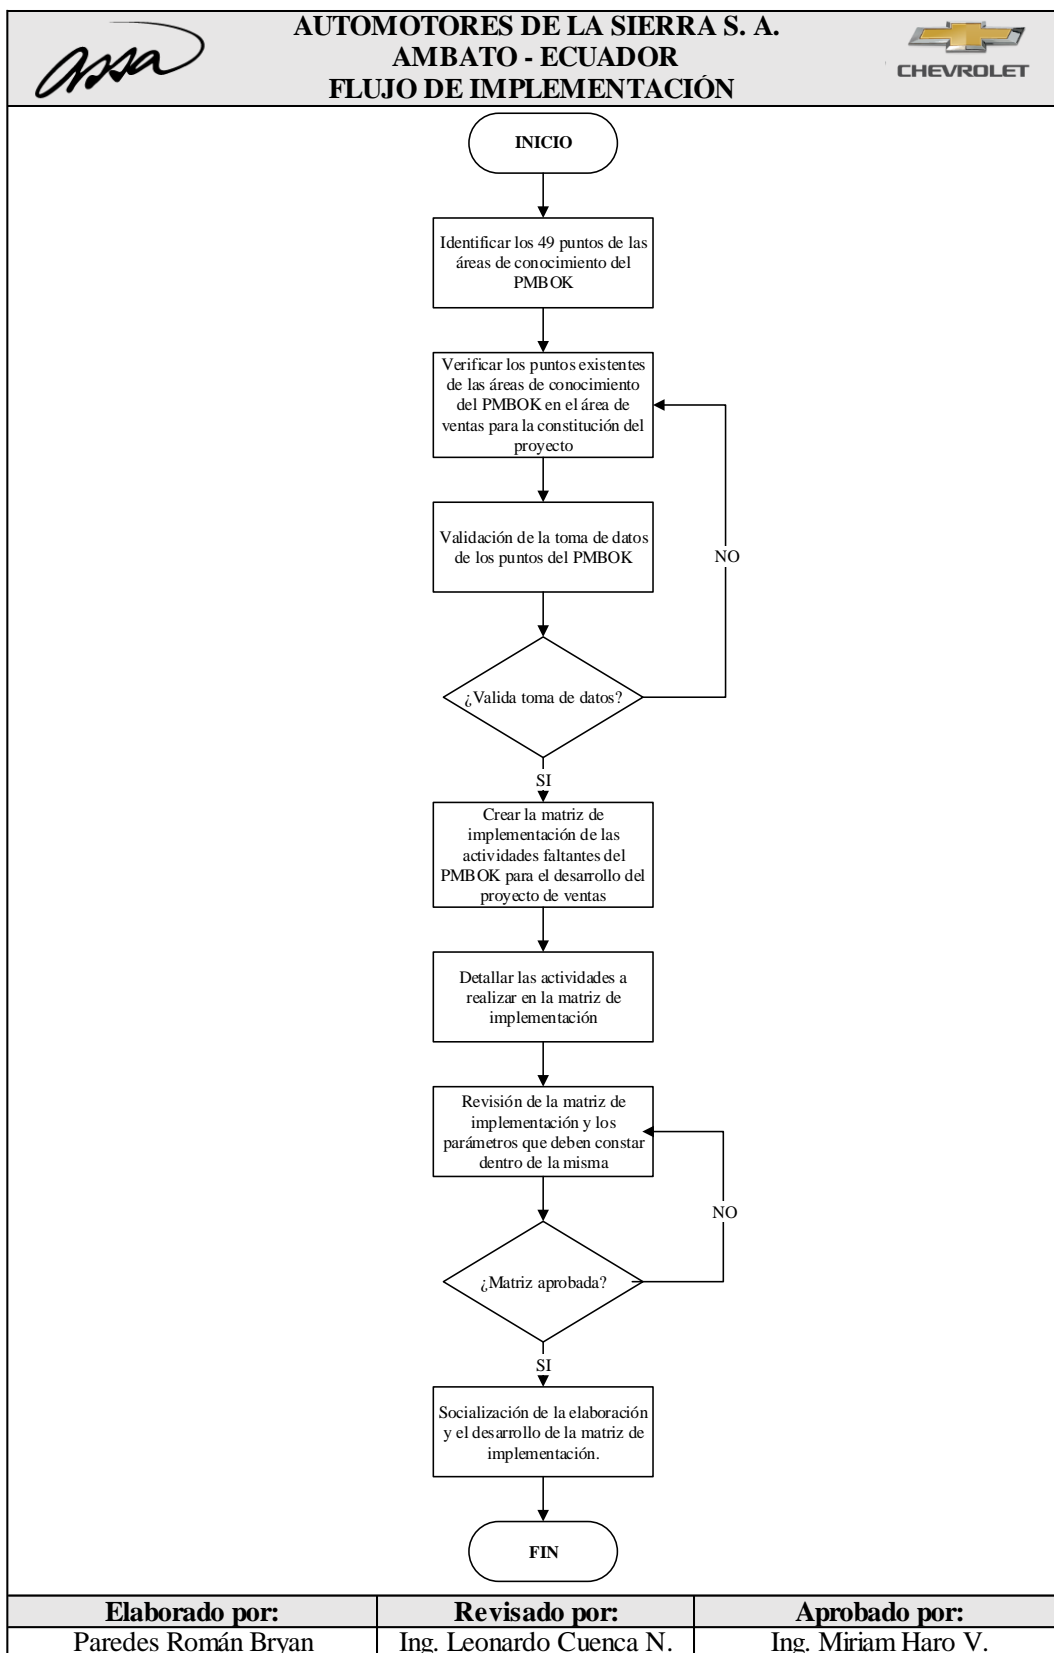 assa
AUTOMOTORES DE LA SIERRA S. A.
AMBATO - ECUADOR
FLUJO DE IMPLEMENTACIÓN
CHEVROLET
INICIO
Identificar los 49 puntos de las
áreas de conocimiento del
PMBOK
Verificar los puntos existentes
de las áreas de conocimiento
del PMBOK en el área de
ventas para la constitución del
proyecto
Validación de la toma de datos
de los puntos del PMBOK
NO
¿Valida toma de datos?
SI
Crear la matriz de
implementación de las
actividades faltantes del
PMBOK para el desarrollo del
proyecto de ventas
Detallar las actividades a
realizar en la matriz de
implementación
Revisión de la matriz de
implementación y los
parámetros que deben constar
dentro de la misma
NO
¿Matriz aprobada?
SI
Socialización de la elaboración
y el desarrollo de la matriz de
implementación.
FIN
Elaborado por:
Revisado por:
Aprobado por:
Paredes Román Bryan
Ing. Leonardo Cuenca N.
Ing. Miriam Haro V.